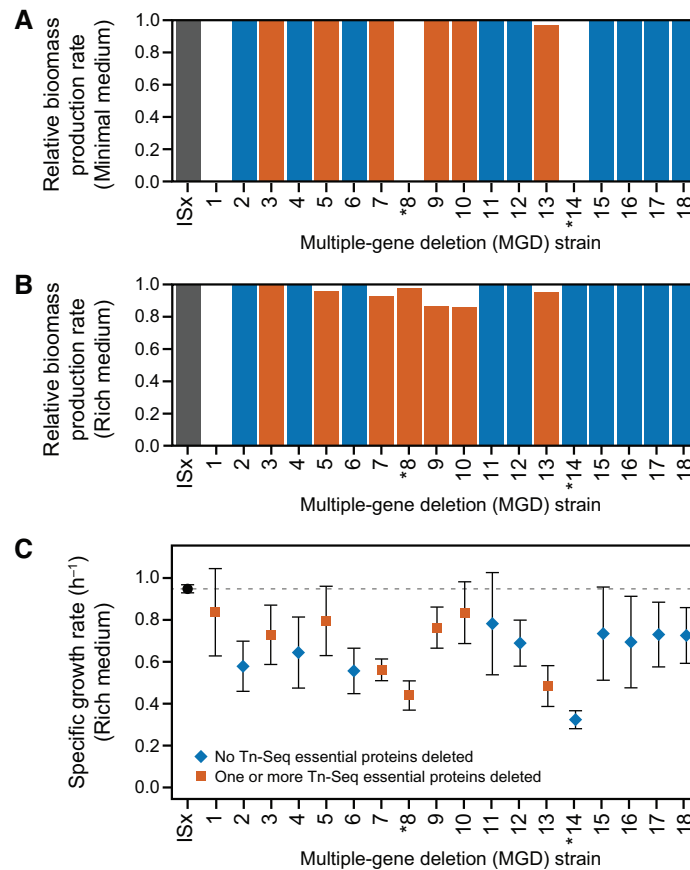 A
Relative bioomass
production rate
(Minimal medium)
1.0
0.8
0.6
0.4
0.2
0.0
ISx 1 2 3 4 5 6 7 *8 9 10 11 12 13 *14 15 16 17 18
Multiple-gene deletion (MGD) strain
B
Relative bioomass
production rate
(Rich medium)
1.0
0.8
0.6
0.4
0.2
0.0
ISx 1 2 3 4 5 6 7 *8 9 10 11 12 13 *14 15 16 17 18
Multiple-gene deletion (MGD) strain
C
Specific growth rate (h⁻¹)
(Rich medium)
1.0
0.8
0.6
0.4
0.2
0.0
No Tn-Seq essential proteins deleted
One or more Tn-Seq essential proteins deleted
ISx 1 2 3 4 5 6 7 *8 9 10 11 12 13 *14 15 16 17 18
Multiple-gene deletion (MGD) strain